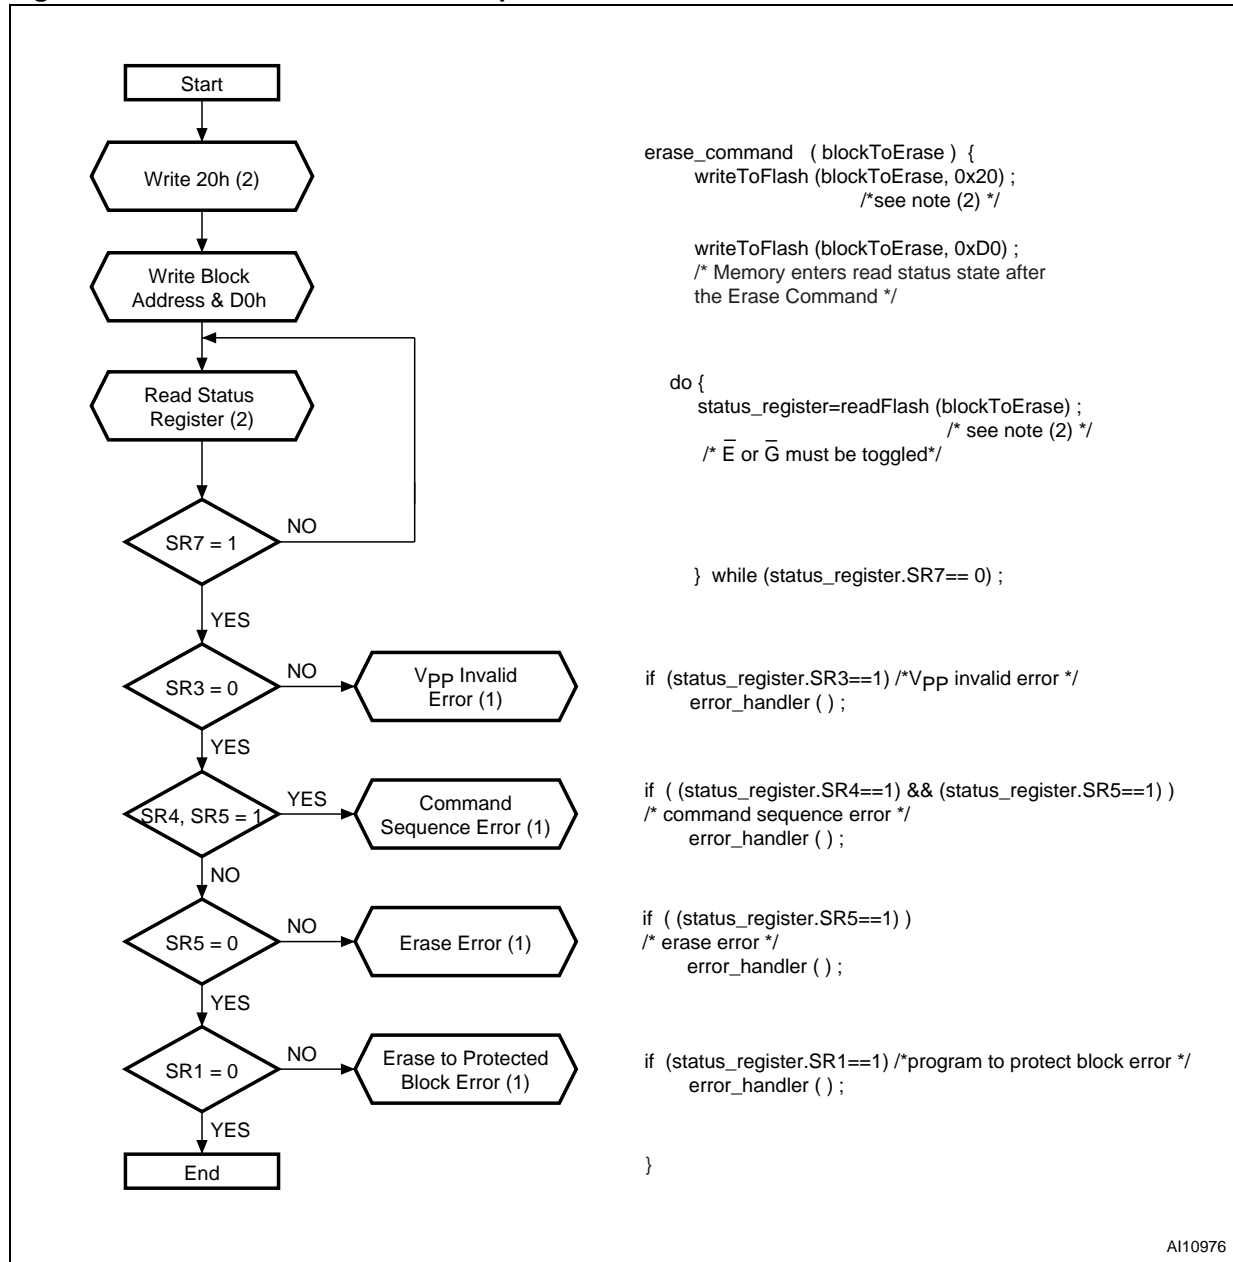 Start
Write 20h (2)
Write Block
Address & D0h
Read Status
Register (2)
SR7 = 1
NO
YES
SR3 = 0
NO
VPP Invalid
Error (1)
YES
SR4, SR5 = 1
YES
Command
Sequence Error (1)
NO
SR5 = 0
NO
Erase Error (1)
YES
SR1 = 0
NO
Erase to Protected
Block Error (1)
YES
End
erase_command ( blockToErase ) {
writeToFlash (blockToErase, 0x20) ;
/*see note (2) */
writeToFlash (blockToErase, 0xD0) ;
/* Memory enters read status state after
the Erase Command */
do {
status_register=readFlash (blockToErase) ;
/* see note (2) */
/* E̅ or G̅ must be toggled*/
} while (status_register.SR7== 0) ;
if (status_register.SR3==1) /*VPP invalid error */
error_handler ( ) ;
if ( (status_register.SR4==1) && (status_register.SR5==1) )
/* command sequence error */
error_handler ( ) ;
if ( (status_register.SR5==1) )
/* erase error */
error_handler ( ) ;
if (status_register.SR1==1) /*program to protect block error */
error_handler ( ) ;
}
AI10976